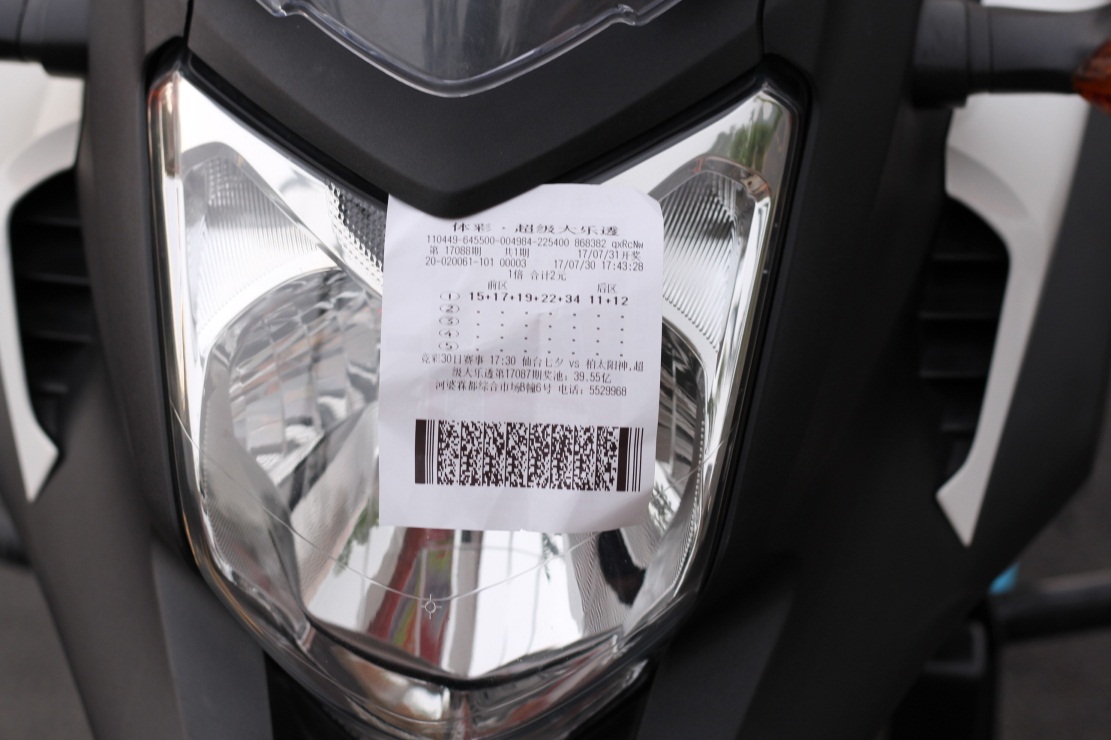 体彩·超级大乐透
110449-645500-004984-225400 868382 qxRcNw
第 17088期 共1期 17/07/31开奖
20-020061-101 00003 17/07/30 17:43:28
1倍 合计2元
前区 后区
① 15+17+19+22+34 11+12
②
③
④
⑤
竞彩30日赛事 17:30 仙台七夕 vs 柏太阳神,超
级大乐透第17087期奖池: 39.55亿
河婆霖都综合市场B幢6号 电话: 5529968